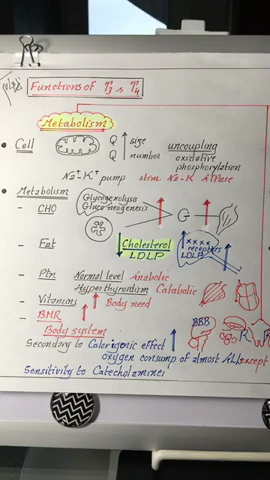 Functions of T3 & T4
Metabolism
Cell
Q ↑ size
Q number
uncoupling
oxidative
phosphorylation
Na+-K+ pump stim Na-K ATPase
Metabolism
CHO
Glycogenolysis
Gluconeogenesis
G
Fat
Cholesterol
LDLP
xxxx
receptors
LDLP
Ptn Normal level Anabolic
Hyperthyroidism Catabolic
Vitamins ↑ Body need
BMR
Body system
BBB
R
Secondary to Calorigenic effect
oxygen consump of almost ALL except
Sensitivity to Catecholamines